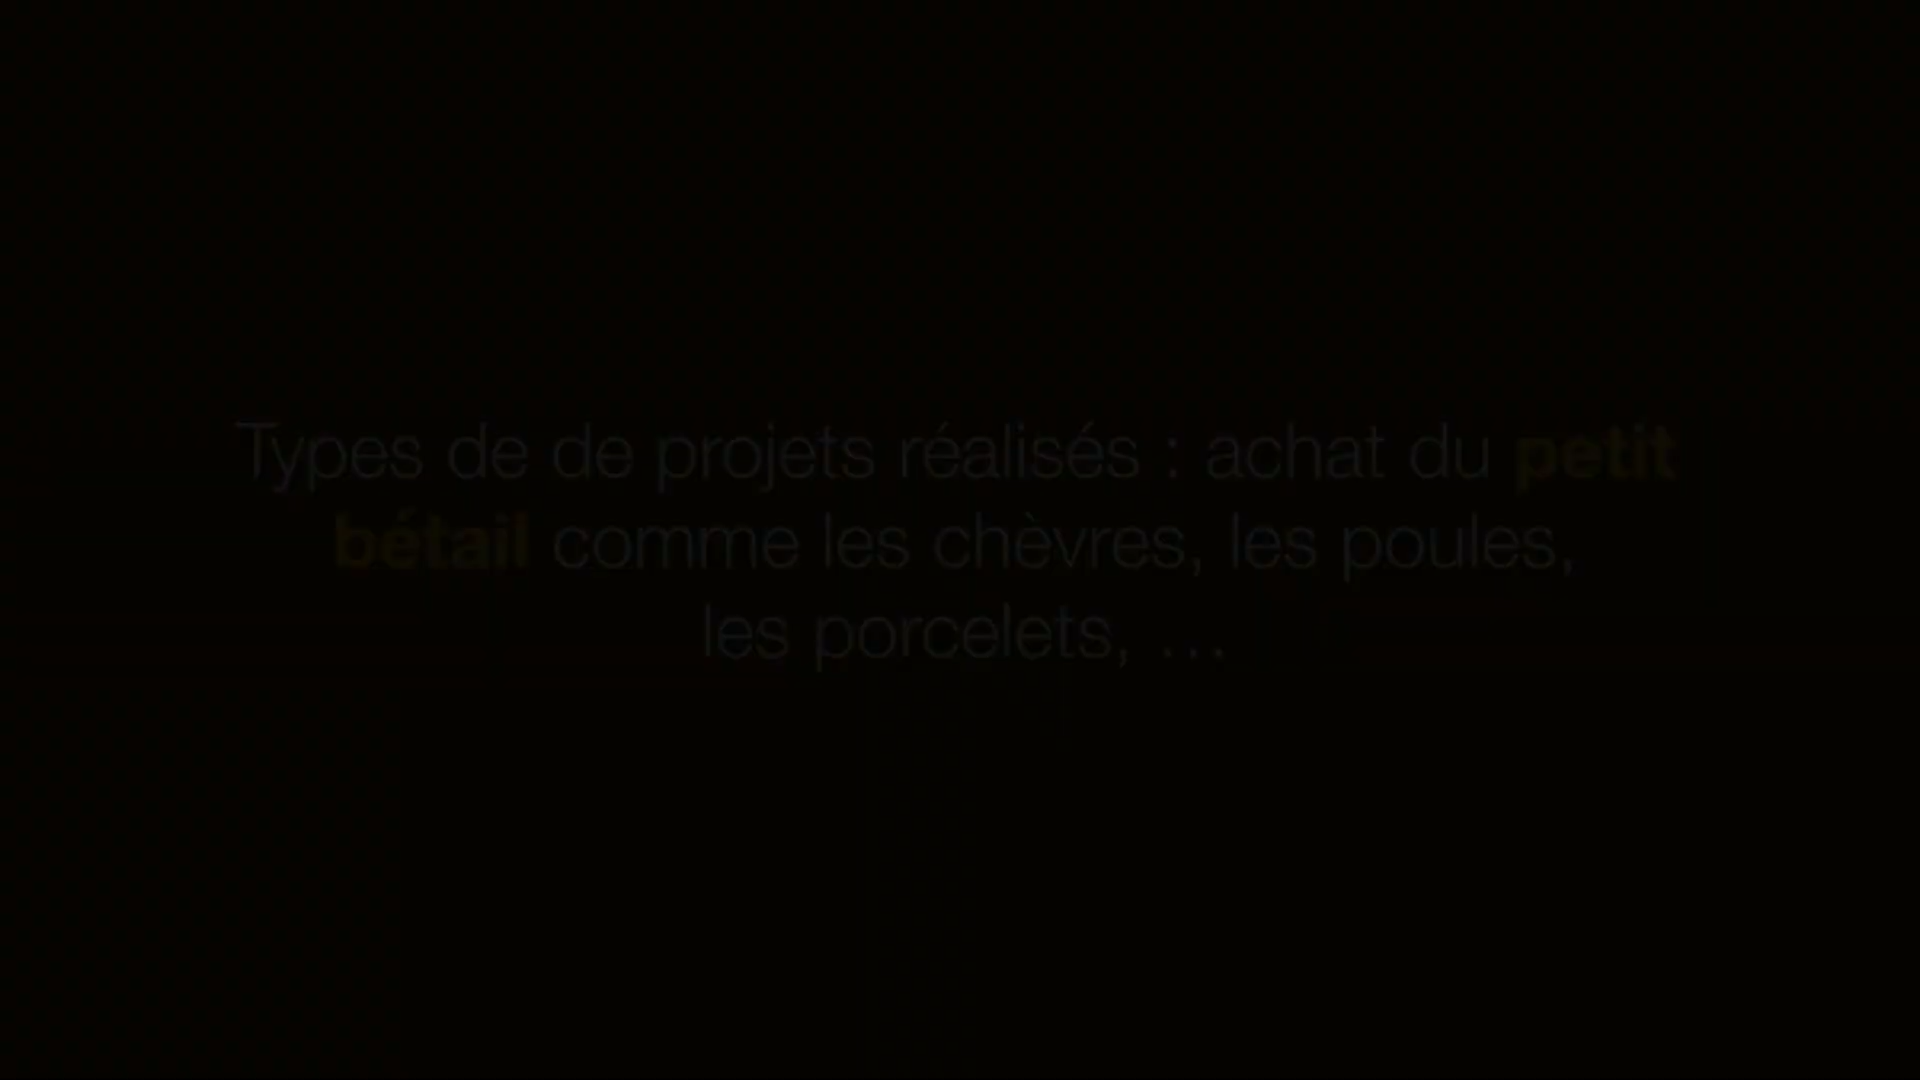 Types de de projets réalisés : achat du petit
bétail comme les chèvres, les poules,
les porcelets, ...